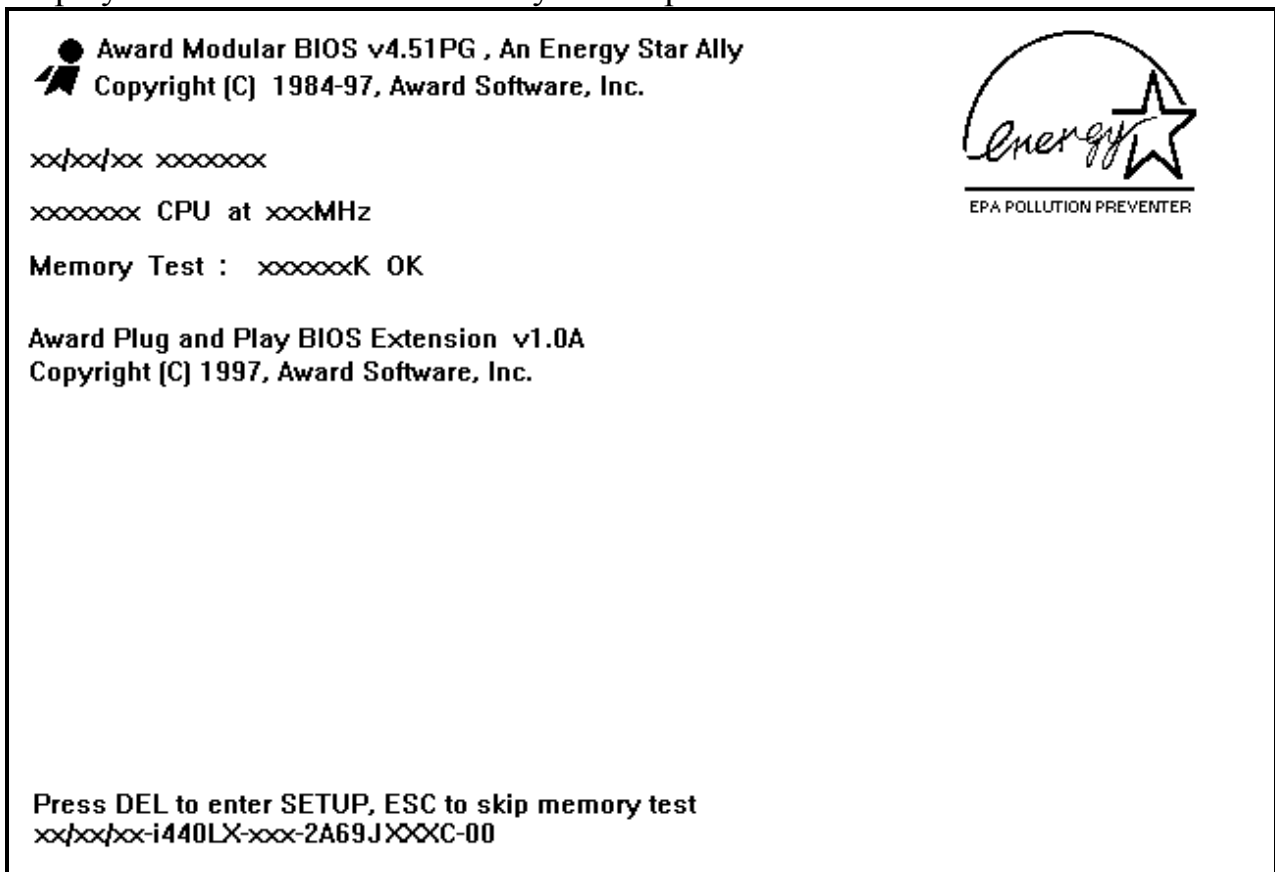 Award Modular BIOS v4.51PG , An Energy Star Ally
Copyright (C) 1984-97, Award Software, Inc.
energy
EPA POLLUTION PREVENTER
xx/xx/xx xxxxxxx
xxxxxxx CPU at xxxMHz
Memory Test : xxxxxxK OK
Award Plug and Play BIOS Extension v1.0A
Copyright (C) 1997, Award Software, Inc.
Press DEL to enter SETUP, ESC to skip memory test
xx/xx/xx-i440LX-xxx-2A69JXXXC-00